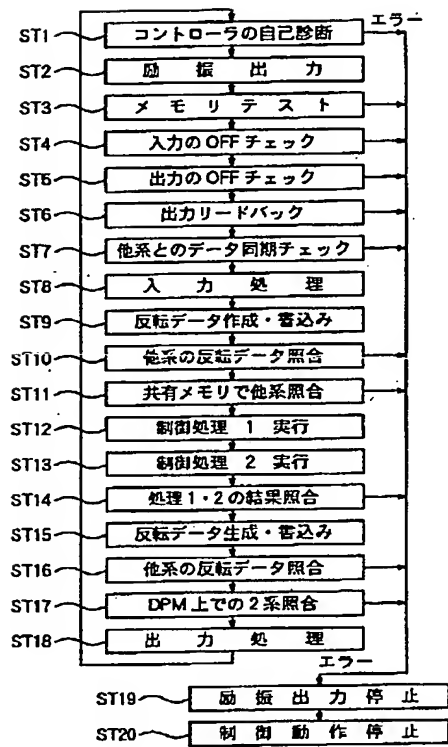 エラー
ST1 コントローラの自己診断
ST2 励振出力
ST3 メモリテスト
ST4 入力のOFFチェック
ST5 出力のOFFチェック
ST6 出力リードバック
ST7 他系とのデータ同期チェック
ST8 入力処理
ST9 反転データ作成・書込み
ST10 他系の反転データ照合
ST11 共有メモリで他系照合
ST12 制御処理1 実行
ST13 制御処理2 実行
ST14 処理1・2の結果照合
ST15 反転データ生成・書込み
ST16 他系の反転データ照合
ST17 DPM上での2系照合
ST18 出力処理
エラー
ST19 励振出力停止
ST20 制御動作停止